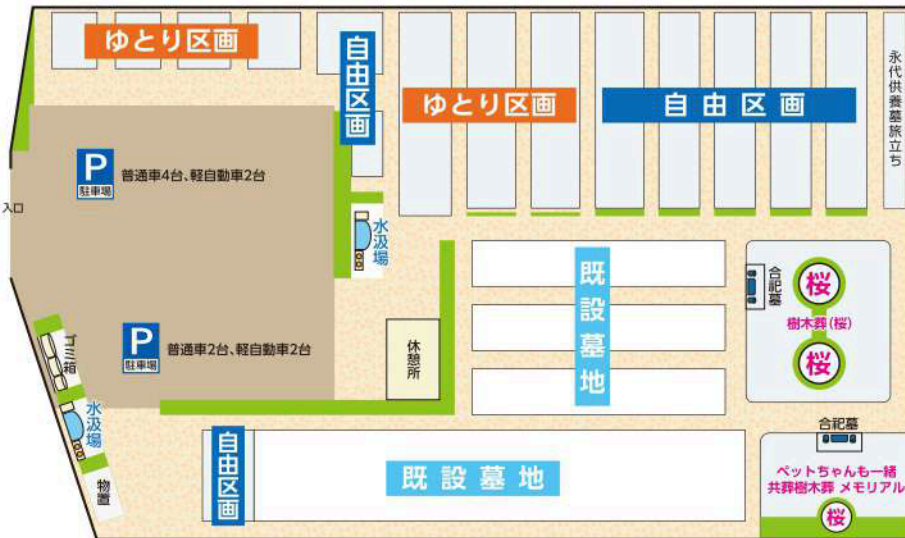 ゆとり区画
自由区画
ゆとり区画
自由区画
永代供養墓旅立ち
P
駐車場
普通車4台、軽自動車2台
入口
水汲場
既設墓地
合祀墓
桜
樹木葬(桜)
桜
P
駐車場
普通車2台、軽自動車2台
休憩所
ゴミ箱
水汲場
物置
自由区画
既設墓地
合祀墓
ペットちゃんも一緒
共葬樹木葬 メモリアル
桜